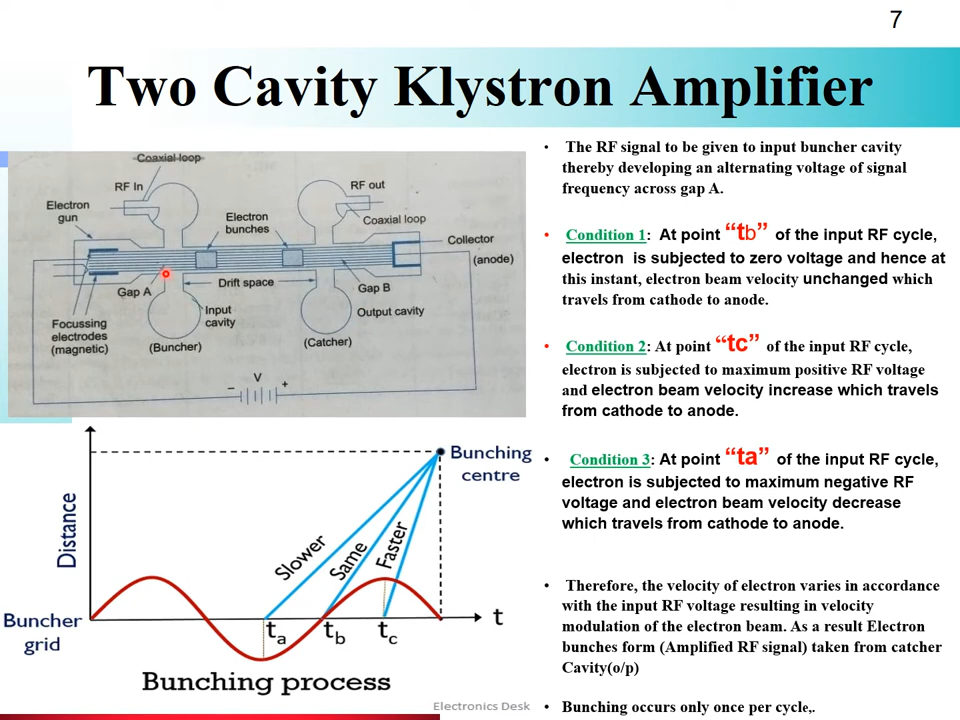 7
Two Cavity Klystron Amplifier
Coaxial loop
RF In
RF out
Electron
gun
Electron
bunches
Coaxial loop
Collector
(anode)
Gap A
Drift space
Gap B
Input
cavity
Output cavity
Focussing
electrodes
(magnetic)
(Buncher)
(Catcher)
V
− +
Distance
Bunching
centre
Slower
Same
Faster
Buncher
grid
ta tb tc
t
Bunching process
Electronics Desk
• The RF signal to be given to input buncher cavity
thereby developing an alternating voltage of signal
frequency across gap A.
• Condition 1: At point “tb” of the input RF cycle,
electron is subjected to zero voltage and hence at
this instant, electron beam velocity unchanged which
travels from cathode to anode.
• Condition 2: At point “tc” of the input RF cycle,
electron is subjected to maximum positive RF voltage
and electron beam velocity increase which travels
from cathode to anode.
• Condition 3: At point “ta” of the input RF cycle,
electron is subjected to maximum negative RF
voltage and electron beam velocity decrease
which travels from cathode to anode.
• Therefore, the velocity of electron varies in accordance
with the input RF voltage resulting in velocity
modulation of the electron beam. As a result Electron
bunches form (Amplified RF signal) taken from catcher
Cavity(o/p)
• Bunching occurs only once per cycle,.